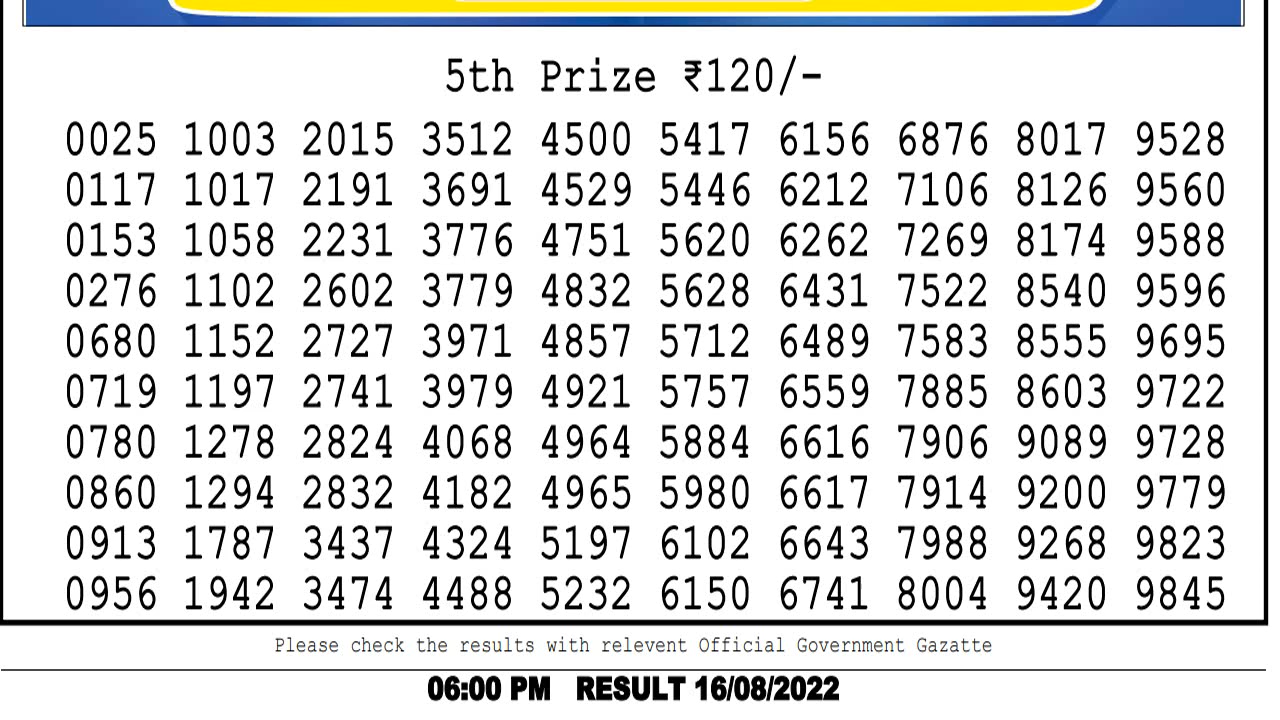 5th Prize ₹120/-
0025 1003 2015 3512 4500 5417 6156 6876 8017 9528
0117 1017 2191 3691 4529 5446 6212 7106 8126 9560
0153 1058 2231 3776 4751 5620 6262 7269 8174 9588
0276 1102 2602 3779 4832 5628 6431 7522 8540 9596
0680 1152 2727 3971 4857 5712 6489 7583 8555 9695
0719 1197 2741 3979 4921 5757 6559 7885 8603 9722
0780 1278 2824 4068 4964 5884 6616 7906 9089 9728
0860 1294 2832 4182 4965 5980 6617 7914 9200 9779
0913 1787 3437 4324 5197 6102 6643 7988 9268 9823
0956 1942 3474 4488 5232 6150 6741 8004 9420 9845
Please check the results with relevent Official Government Gazatte
06:00 PM RESULT 16/08/2022